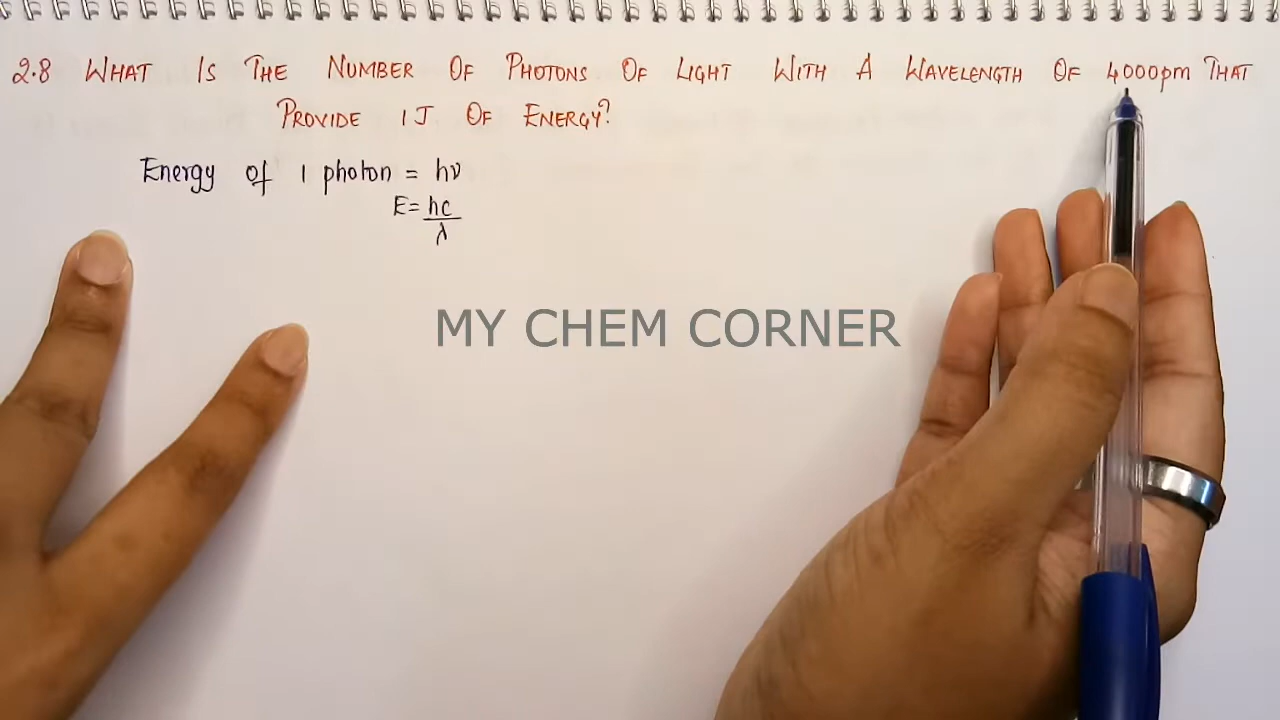 2.8 WHAT IS THE NUMBER OF PHOTONS OF LIGHT WITH A WAVELENGTH OF 4000pm THAT
PROVIDE 1J OF ENERGY?
Energy of 1 photon = hν
E = hc
λ
MY CHEM CORNER